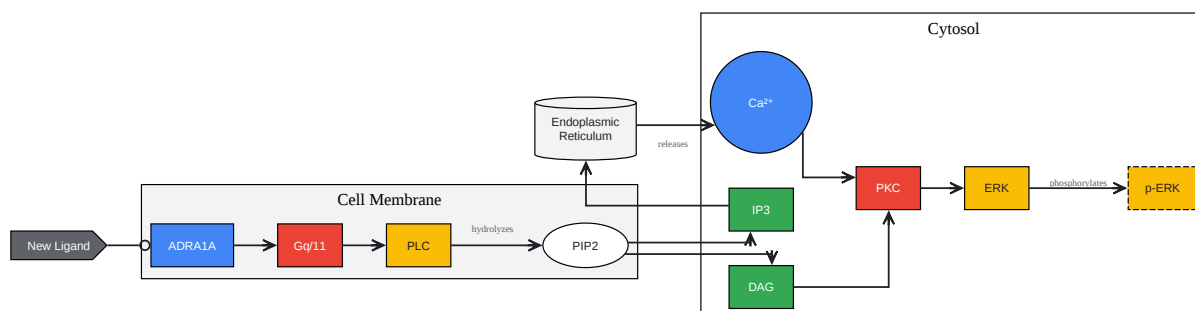 Cytosol
Ca²⁺
Endoplasmic
Reticulum
releases
Cell Membrane
PKC
ERK
phosphorylates
p-ERK
IP3
New Ligand
ADRA1A
Gq/11
PLC
hydrolyzes
PIP2
DAG